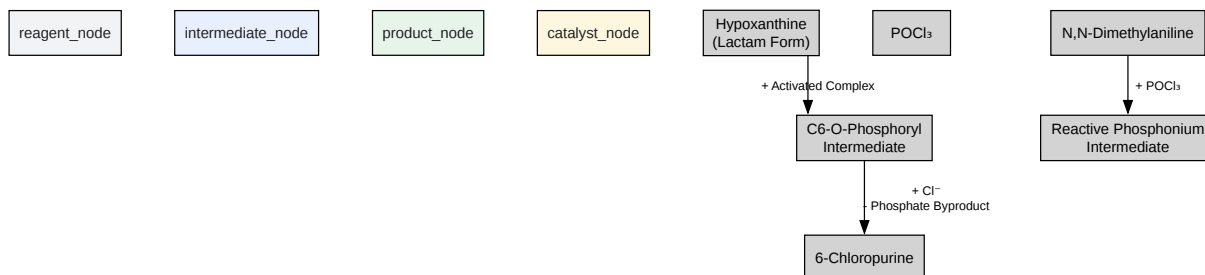 reagent_node
intermediate_node
product_node
catalyst_node
Hypoxanthine
(Lactam Form)
POCl₃
N,N-Dimethylaniline
+ Activated Complex
+ POCl₃
C6-O-Phosphoryl
Intermediate
Reactive Phosphonium
Intermediate
+ Cl⁻
- Phosphate Byproduct
6-Chloropurine